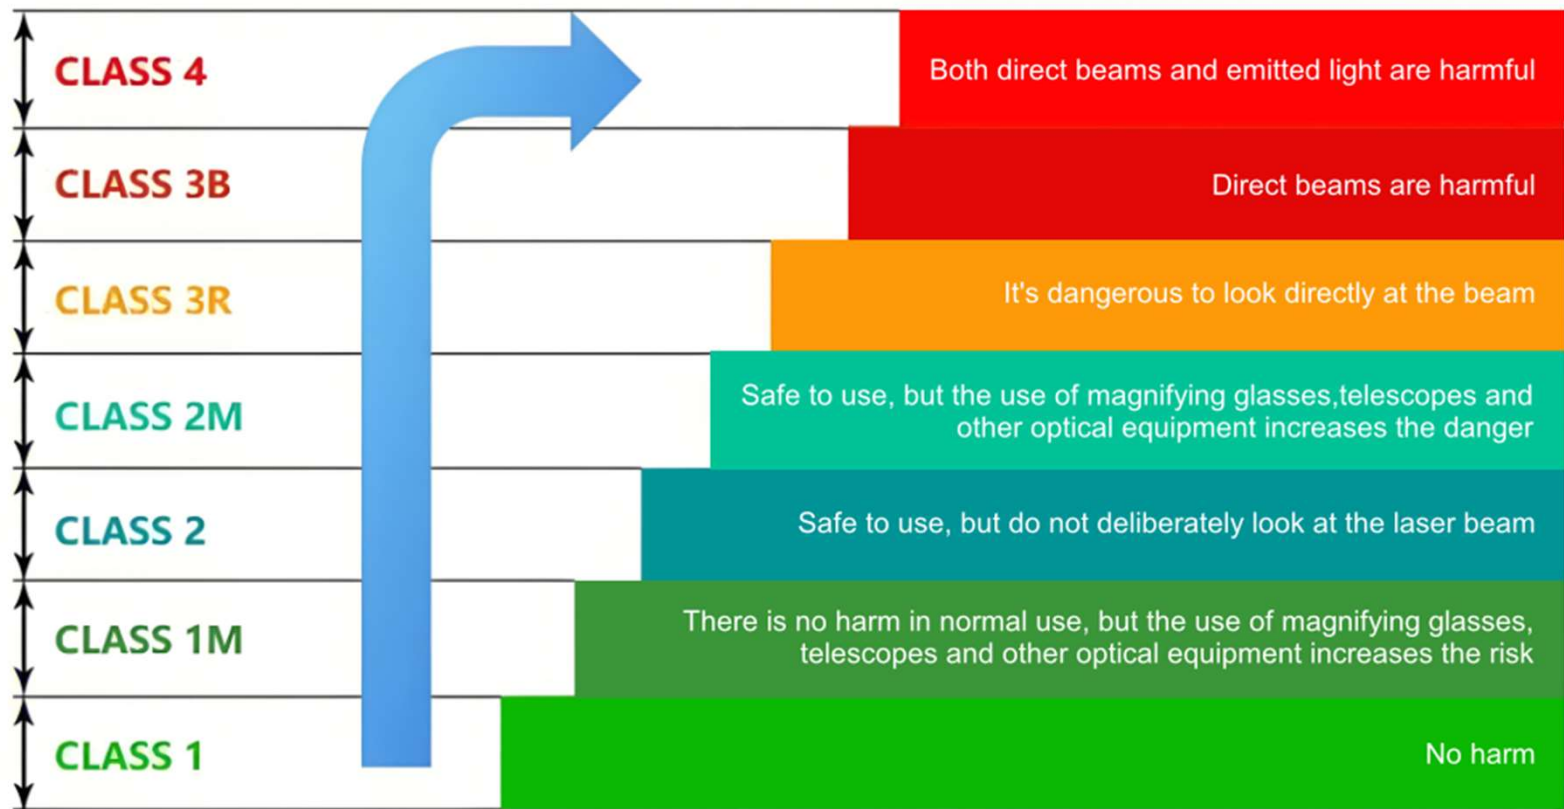 CLASS 4
Both direct beams and emitted light are harmful
CLASS 3B
Direct beams are harmful
CLASS 3R
It's dangerous to look directly at the beam
CLASS 2M
Safe to use, but the use of magnifying glasses,telescopes and
other optical equipment increases the danger
CLASS 2
Safe to use, but do not deliberately look at the laser beam
CLASS 1M
There is no harm in normal use, but the use of magnifying glasses,
telescopes and other optical equipment increases the risk
CLASS 1
No harm